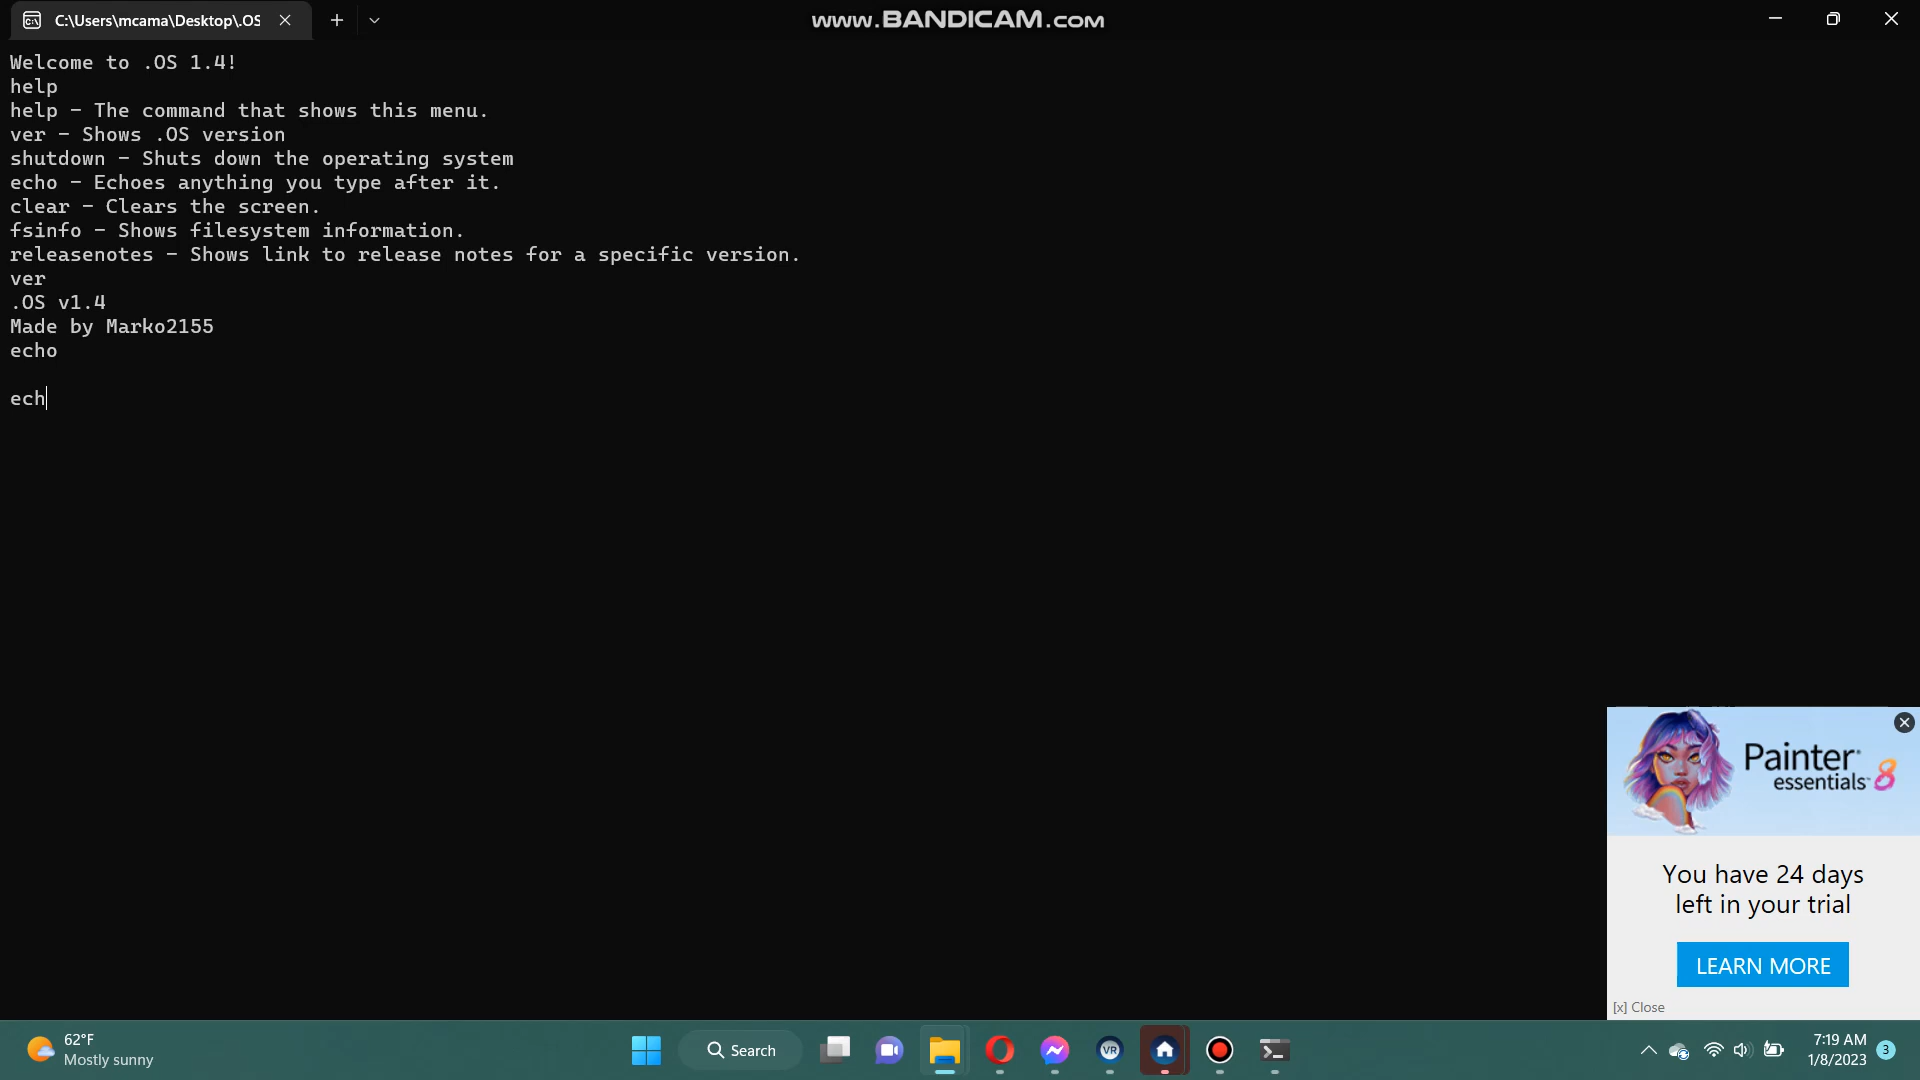 C:\Users\mcama\Desktop\.OS
www.BANDICAM.com
Welcome to .OS 1.4!
help
help - The command that shows this menu.
ver - Shows .OS version
shutdown - Shuts down the operating system
echo - Echoes anything you type after it.
clear - Clears the screen.
fsinfo - Shows filesystem information.
releasenotes - Shows link to release notes for a specific version.
ver
.OS v1.4
Made by Marko2155
echo
ech
Painter
essentials 8
You have 24 days
left in your trial
LEARN MORE
[x] Close
62°F
Mostly sunny
Search
VR
7:19 AM
1/8/2023
3